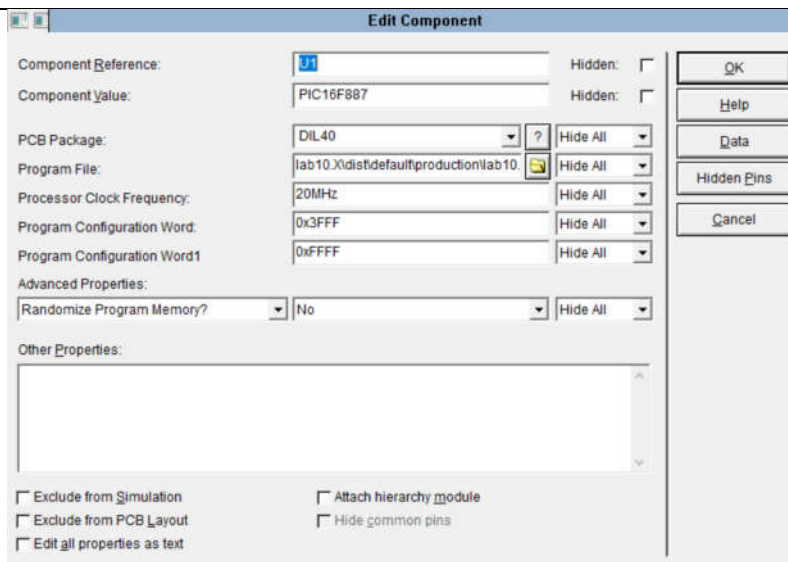 Edit Component
Component Reference: U1 Hidden: OK
Component Value: PIC16F887 Hidden: Help
PCB Package: DIL40 ? Hide All Data
Program File: lab10.X\dist\default\production\lab10. Hide All Hidden Pins
Processor Clock Frequency: 20MHz Hide All
Program Configuration Word: 0x3FFF Hide All Cancel
Program Configuration Word1 0xFFFF Hide All
Advanced Properties:
Randomize Program Memory? No Hide All
Other Properties:
Exclude from Simulation Attach hierarchy module
Exclude from PCB Layout Hide common pins
Edit all properties as text